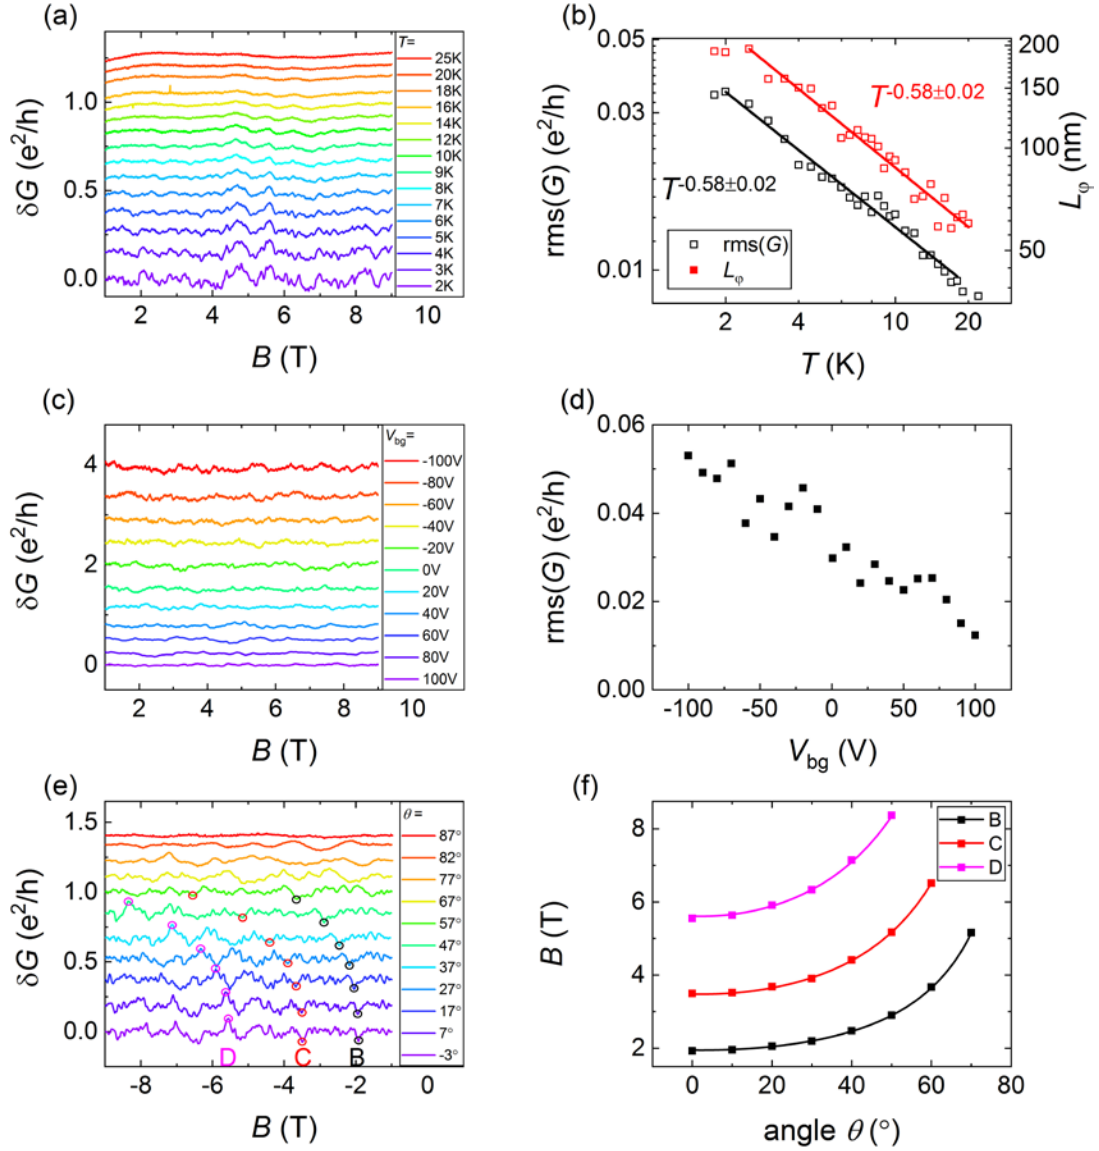 (a)
δG (e²/h)
1.0
0.5
0.0
2 4 6 8 10
B (T)
T=
25K
20K
18K
16K
14K
12K
10K
9K
8K
7K
6K
5K
4K
3K
2K
(b)
rms(G) (e²/h)
0.05
0.03
0.01
T^-0.58±0.02
T^-0.58±0.02
rms(G)
Lφ
200
150
100
50
Lφ (nm)
2 4 10 20
T (K)
(c)
δG (e²/h)
4
2
0
2 4 6 8 10
B (T)
V_bg=
-100V
-80V
-60V
-40V
-20V
0V
20V
40V
60V
80V
100V
(d)
rms(G) (e²/h)
0.06
0.04
0.02
0.00
-100 -50 0 50 100
V_bg (V)
(e)
δG (e²/h)
1.5
1.0
0.5
0.0
D C B
-8 -6 -4 -2 0
B (T)
θ =
87°
82°
77°
67°
57°
47°
37°
27°
17°
7°
-3°
(f)
B (T)
8
6
4
2
B
C
D
0 20 40 60 80
angle θ (°)